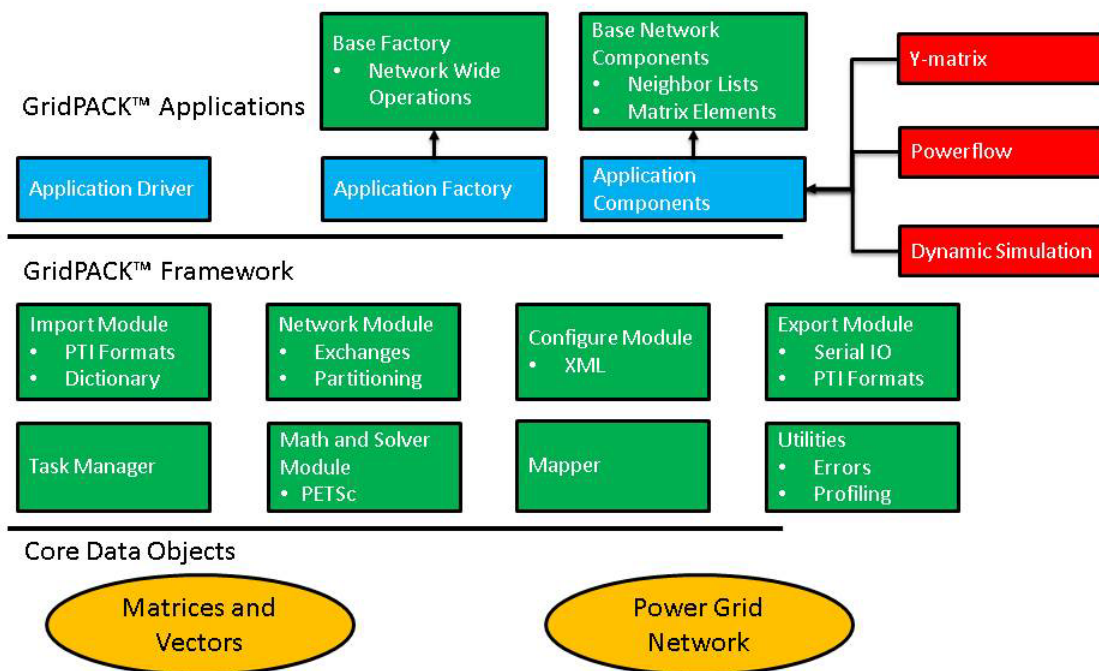 Base Factory
• Network Wide
Operations
Base Network
Components
• Neighbor Lists
• Matrix Elements
Y-matrix
GridPACK™ Applications
Powerflow
Application Driver
Application Factory
Application
Components
Dynamic Simulation
GridPACK™ Framework
Import Module
• PTI Formats
• Dictionary
Network Module
• Exchanges
• Partitioning
Configure Module
• XML
Export Module
• Serial IO
• PTI Formats
Task Manager
Math and Solver
Module
• PETSc
Mapper
Utilities
• Errors
• Profiling
Core Data Objects
Matrices and
Vectors
Power Grid
Network